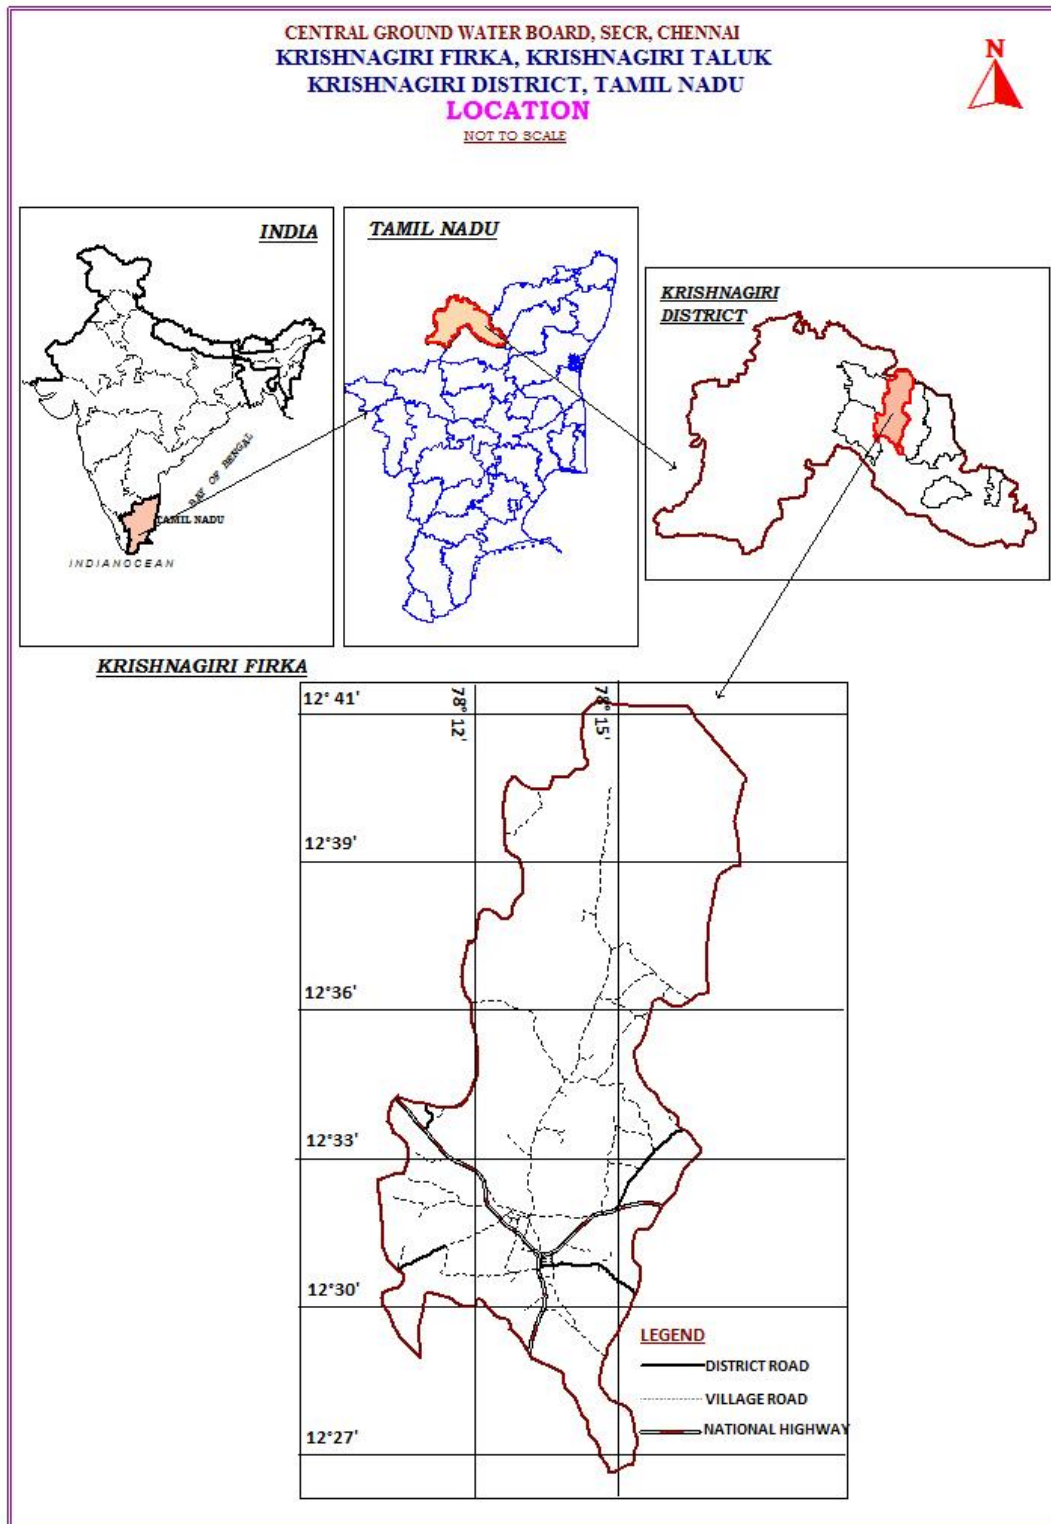 CENTRAL GROUND WATER BOARD, SECR, CHENNAI
KRISHNAGIRI FIRKA, KRISHNAGIRI TALUK
KRISHNAGIRI DISTRICT, TAMIL NADU
LOCATION
NOT TO SCALE
N
INDIA
BAY OF BENGAL
TAMIL NADU
INDIANOCEAN
TAMIL NADU
KRISHNAGIRI
DISTRICT
KRISHNAGIRI FIRKA
12° 41'
78° 12'
78° 15'
12°39'
12°36'
12°33'
12°30'
12°27'
LEGEND
DISTRICT ROAD
VILLAGE ROAD
NATIONAL HIGHWAY